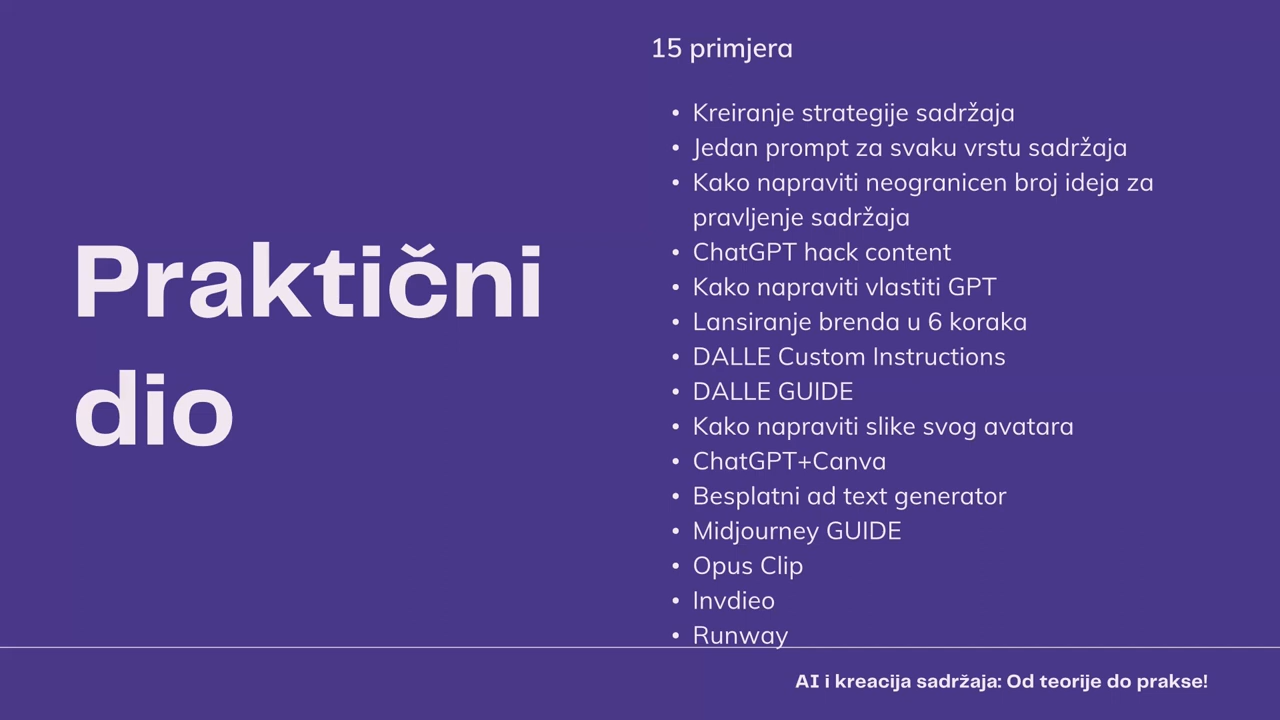 Praktični
dio
15 primjera
• Kreiranje strategije sadržaja
• Jedan prompt za svaku vrstu sadržaja
• Kako napraviti neogranicen broj ideja za
pravljenje sadržaja
• ChatGPT hack content
• Kako napraviti vlastiti GPT
• Lansiranje brenda u 6 koraka
• DALLE Custom Instructions
• DALLE GUIDE
• Kako napraviti slike svog avatara
• ChatGPT+Canva
• Besplatni ad text generator
• Midjourney GUIDE
• Opus Clip
• Invdieo
• Runway
AI i kreacija sadržaja: Od teorije do prakse!